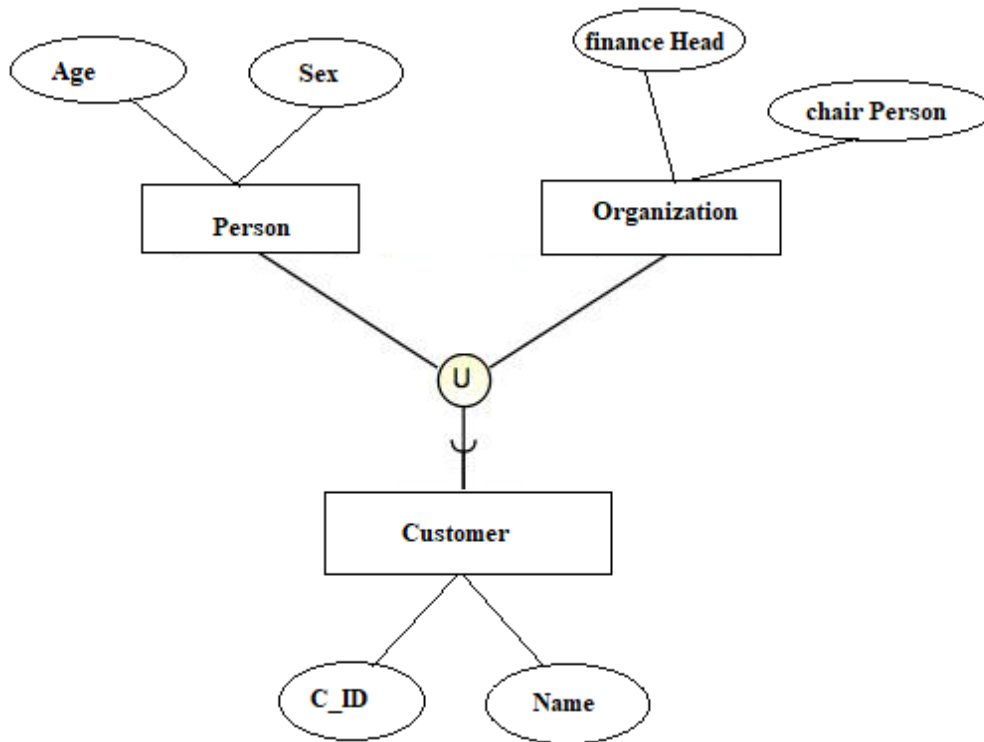 finance Head
Age
Sex
chair Person
Person
Organization
U
Customer
C_ID
Name